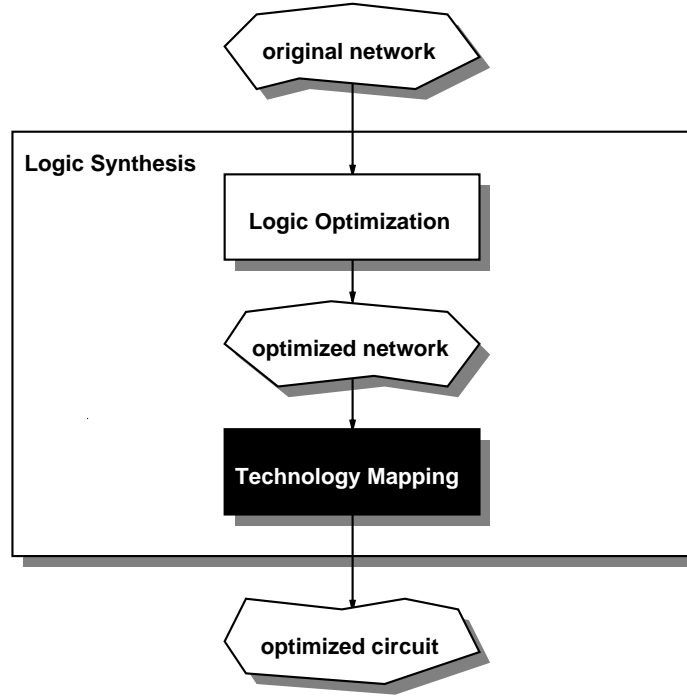 original network
Logic Synthesis
Logic Optimization
optimized network
Technology Mapping
optimized circuit